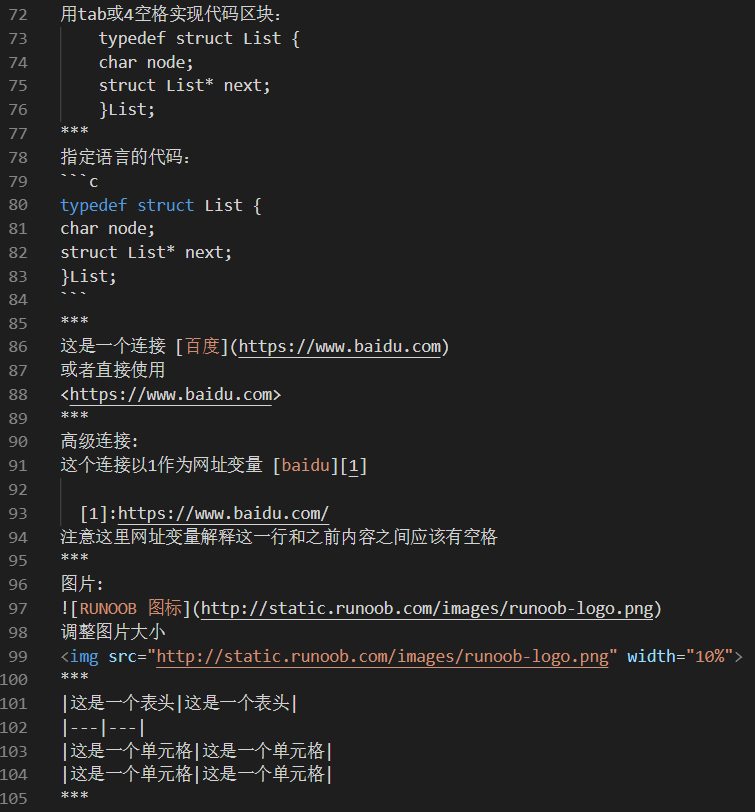 72 用tab或4空格实现代码区块:
73 typedef struct List {
74 char node;
75 struct List* next;
76 }List;
77 ***
78 指定语言的代码:
79 ```c
80 typedef struct List {
81 char node;
82 struct List* next;
83 }List;
84 ```
85 ***
86 这是一个连接 [百度](https://www.baidu.com)
87 或者直接使用
88 <https://www.baidu.com>
89 ***
90 高级连接:
91 这个连接以1作为网址变量 [baidu][1]
92
93 [1]:https://www.baidu.com/
94 注意这里网址变量解释这一行和之前内容之间应该有空格
95 ***
96 图片:
97 ![RUNOOB 图标](http://static.runoob.com/images/runoob-logo.png)
98 调整图片大小
99 <img src="http://static.runoob.com/images/runoob-logo.png" width="10%">
100 ***
101 |这是一个表头|这是一个表头|
102 |---|---|
103 |这是一个单元格|这是一个单元格|
104 |这是一个单元格|这是一个单元格|
105 ***